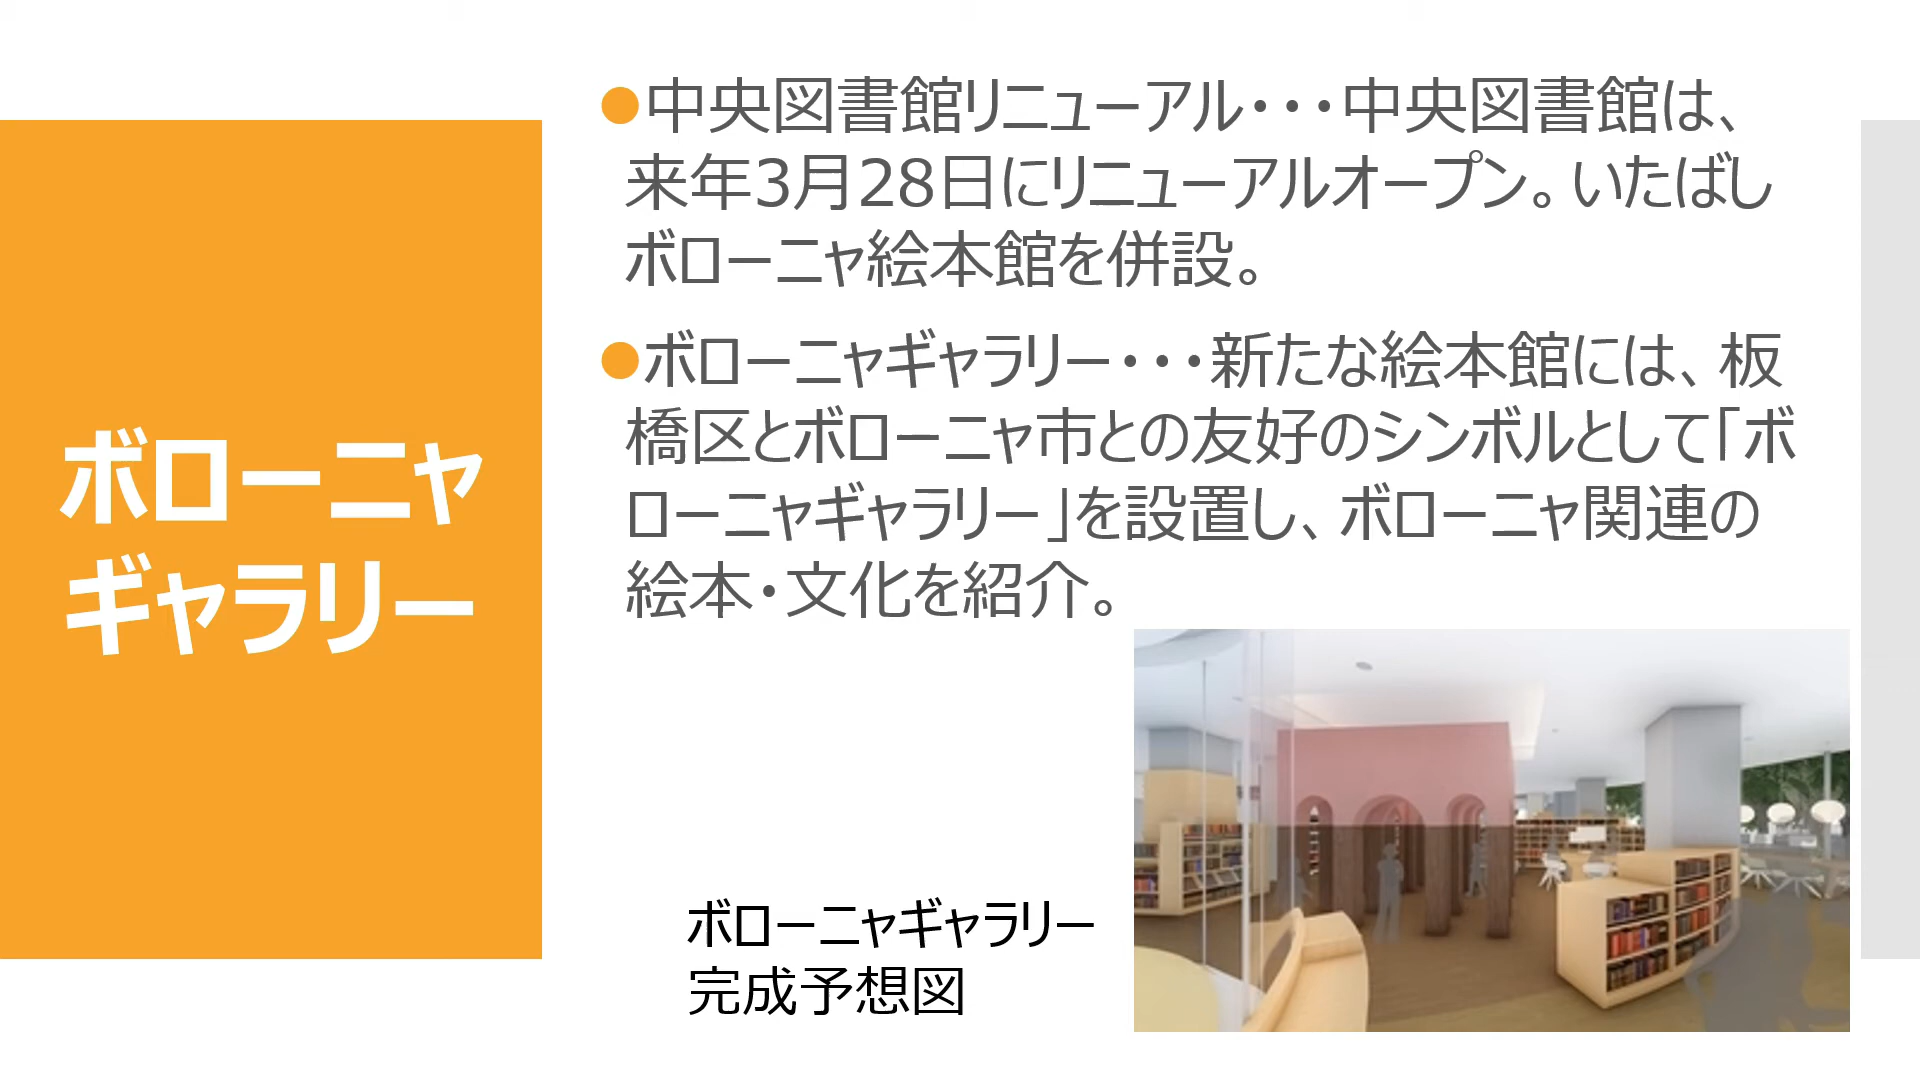 ボローニャ
ギャラリー
●中央図書館リニューアル・・・中央図書館は、
来年3月28日にリニューアルオープン。いたばし
ボローニャ絵本館を併設。
●ボローニャギャラリー・・・新たな絵本館には、板
橋区とボローニャ市との友好のシンボルとして「ボ
ローニャギャラリー」を設置し、ボローニャ関連の
絵本・文化を紹介。
ボローニャギャラリー
完成予想図